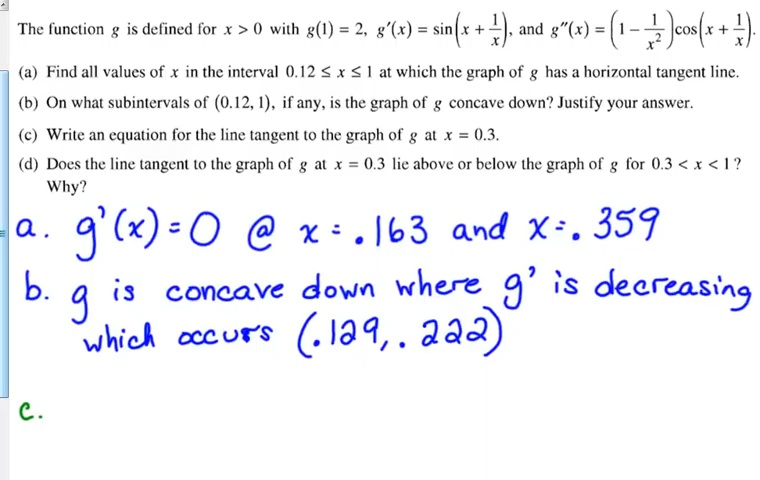 The function g is defined for x > 0 with g(1) = 2, g′(x) = sin(x + 1/x), and g″(x) = (1 − 1/x²)cos(x + 1/x).
(a) Find all values of x in the interval 0.12 ≤ x ≤ 1 at which the graph of g has a horizontal tangent line.
(b) On what subintervals of (0.12, 1), if any, is the graph of g concave down? Justify your answer.
(c) Write an equation for the line tangent to the graph of g at x = 0.3.
(d) Does the line tangent to the graph of g at x = 0.3 lie above or below the graph of g for 0.3 < x < 1?
Why?
a. g'(x) = 0 @ x = .163 and x = .359
b. g is concave down where g' is decreasing
which occurs (.129, .222)
c.